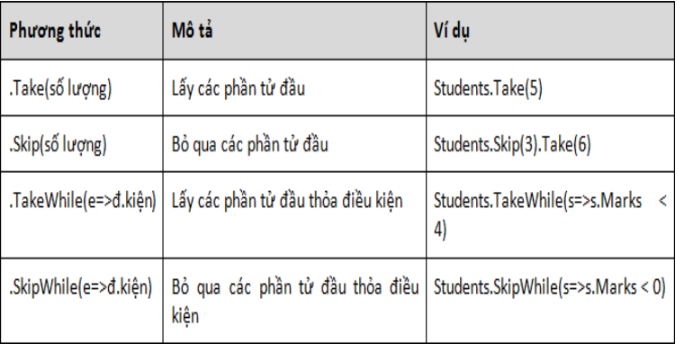 Phương thức Mô tả Ví dụ
.Take(số lượng) Lấy các phần tử đầu Students.Take(5)
.Skip(số lượng) Bỏ qua các phần tử đầu Students.Skip(3).Take(6)
.TakeWhile(e=>đ.kiện) Lấy các phần tử đầu thỏa điều kiện Students.TakeWhile(s=>s.Marks <
4)
.SkipWhile(e=>đ.kiện) Bỏ qua các phần tử đầu thỏa điều Students.SkipWhile(s=>s.Marks < 0)
kiện